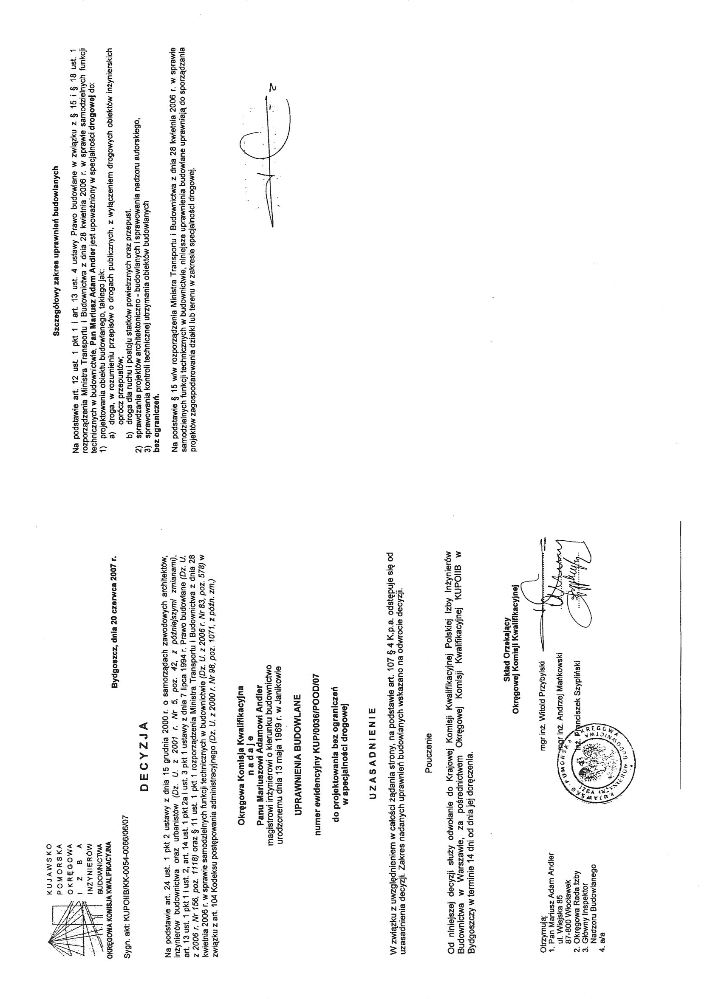 KUJAWSKO
POMORSKA
OKRĘGOWA
I Z B A
INŻYNIERÓW
BUDOWNICTWA
OKRĘGOWA KOMISJA KWALIFIKACYJNA
Bydgoszcz, dnia 20 czerwca 2007 r.
Sygn. akt: KUPOIIB/KK-0054-0066/06/07
DECYZJA
Na podstawie art. 24 ust. 1 pkt 2 ustawy z dnia 15 grudnia 2000 r. o samorządach zawodowych architektów,
inżynierów budownictwa oraz urbanistów (Dz. U. z 2001 r. Nr 5, poz. 42, z późniejszymi zmianami),
art. 13 ust. 1 pkt 1 i ust. 2, art. 14 ust. 1 pkt 2a i ust. 3 pkt 1 ustawy z dnia 7 lipca 1994 r. Prawo budowlane (Dz. U.
z 2006 r. Nr 156, poz. 1118) oraz § 11 ust. 1 pkt 1 rozporządzenia Ministra Transportu i Budownictwa z dnia 28
kwietnia 2006 r. w sprawie samodzielnych funkcji technicznych w budownictwie (Dz. U. z 2006 r. Nr 83, poz. 578) w
związku z art. 104 Kodeksu postępowania administracyjnego (Dz. U. z 2000 r. Nr 98, poz. 1071, z późn. zm.)
Okręgowa Komisja Kwalifikacyjna
n a d a j e
Panu Mariuszowi Adamowi Andler
magistrowi inżynierowi o kierunku budownictwo
urodzonemu dnia 13 maja 1969 r. w Janikowie
UPRAWNIENIA BUDOWLANE
numer ewidencyjny KUP/0036/POOD/07
do projektowania bez ograniczeń
w specjalności drogowej
UZASADNIENIE
W związku z uwzględnieniem w całości żądania strony, na podstawie art. 107 § 4 K.p.a. odstępuje się od
uzasadnienia decyzji. Zakres nadanych uprawnień budowlanych wskazano na odwrocie decyzji.
Pouczenie
Od niniejszej decyzji służy odwołanie do Krajowej Komisji Kwalifikacyjnej Polskiej Izby Inżynierów
Budownictwa w Warszawie, za pośrednictwem Okręgowej Komisji Kwalifikacyjnej KUPOIIB w
Bydgoszczy w terminie 14 dni od dnia jej doręczenia.
Skład Orzekający
Okręgowej Komisji Kwalifikacyjnej
mgr inż. Witold Przybylski
mgr inż. Andrzej Mańkowski
inż. Franciszek Szypliński
KUJAWSKO-POMORSKA OKRĘGOWA
IZBA INŻYNIERÓW BUDOWNICTWA
Otrzymują:
1. Pan Mariusz Adam Andler
ul. Wiejska 85
87-800 Włocławek
2. Okręgowa Rada Izby
3. Główny Inspektor
Nadzoru Budowlanego
4. a/a
Szczegółowy zakres uprawnień budowlanych
Na podstawie art. 12 ust. 1 pkt 1 i art. 13 ust. 4 ustawy Prawo budowlane w związku z § 15 i § 18 ust. 1
rozporządzenia Ministra Transportu i Budownictwa z dnia 28 kwietnia 2006 r. w sprawie samodzielnych funkcji
technicznych w budownictwie, Pan Mariusz Adam Andler jest upoważniony w specjalności drogowej do:
1) projektowania obiektu budowlanego, takiego jak:
a) droga, w rozumieniu przepisów o drogach publicznych, z wyłączeniem drogowych obiektów inżynierskich
oprócz przepustów;
b) droga dla ruchu i postoju statków powietrznych oraz przepust.
2) sprawdzania projektów architektoniczno - budowlanych i sprawowania nadzoru autorskiego,
3) sprawowania kontroli technicznej utrzymania obiektów budowlanych
bez ograniczeń.
Na podstawie § 15 w/w rozporządzenia Ministra Transportu i Budownictwa z dnia 28 kwietnia 2006 r. w sprawie
samodzielnych funkcji technicznych w budownictwie, niniejsze uprawnienia budowlane uprawniają do sporządzania
projektów zagospodarowania działki lub terenu w zakresie specjalności drogowej.